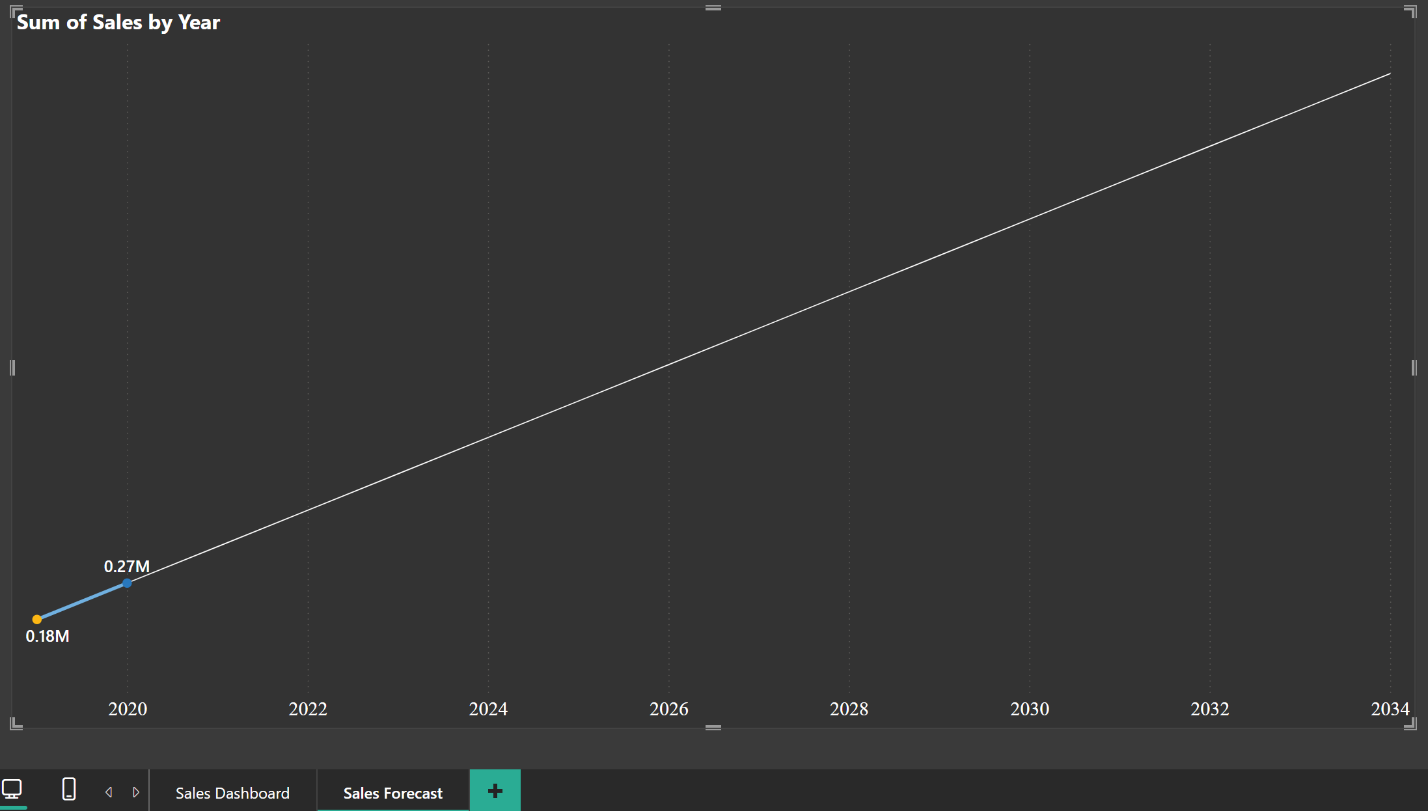 Sum of Sales by Year
0.27M
0.18M
2020 2022 2024 2026 2028 2030 2032 2034
Sales Dashboard Sales Forecast +